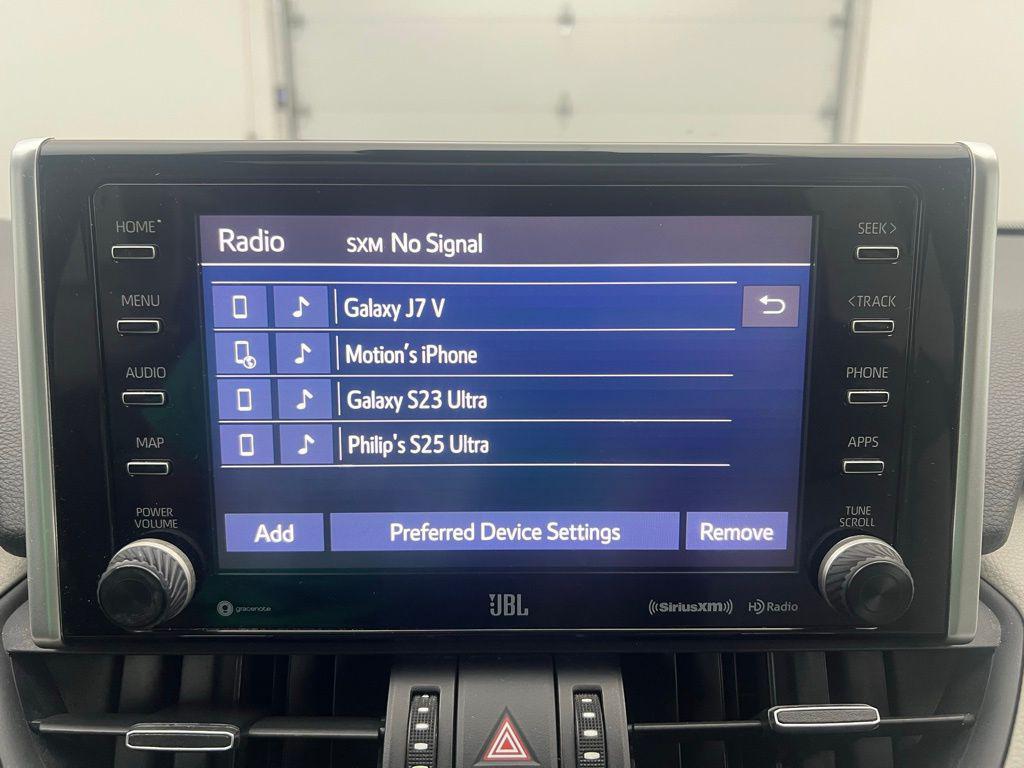 HOME
MENU
AUDIO
MAP
POWER
VOLUME
Radio SXM No Signal
Galaxy J7 V
Motion's iPhone
Galaxy S23 Ultra
Philip's S25 Ultra
Add Preferred Device Settings Remove
SEEK >
< TRACK
PHONE
APPS
TUNE
SCROLL
gracenote JBL ((SiriusXM)) HD Radio